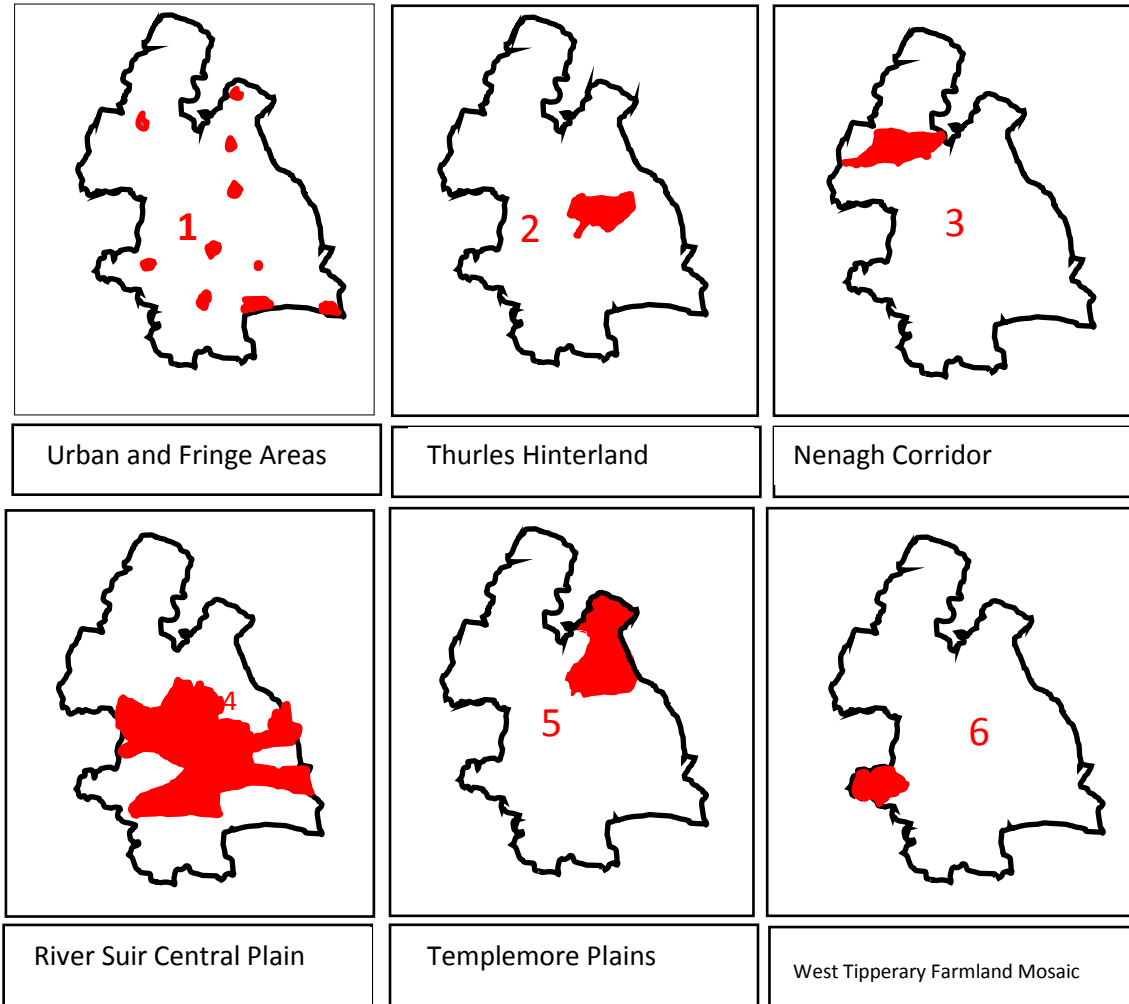 1
2
3
Urban and Fringe Areas
Thurles Hinterland
Nenagh Corridor
4
5
6
River Suir Central Plain
Templemore Plains
West Tipperary Farmland Mosaic